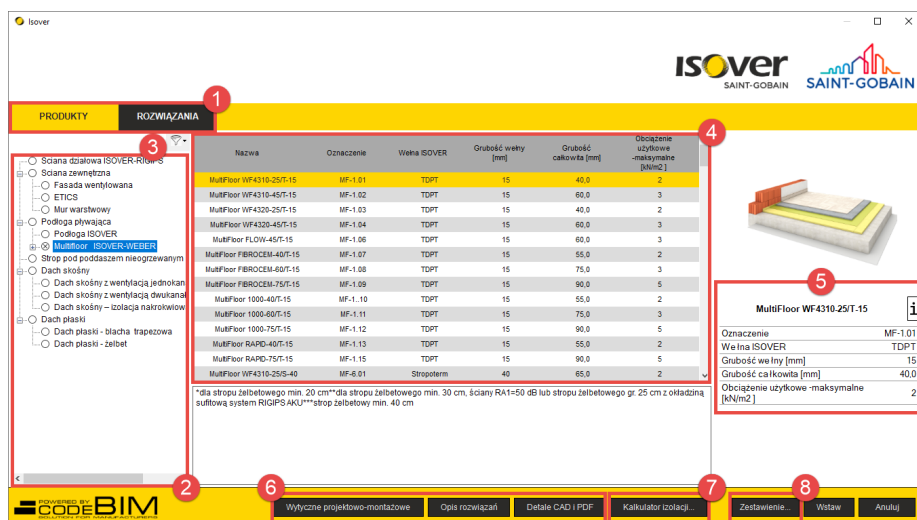 Isover
ISOVER
SAINT-GOBAIN
SAINT-GOBAIN
1
PRODUKTY ROZWIĄZANIA
3
4
Ściana działowa ISOVER-RIGIPS
Ściana zewnętrzna
Fasada wentylowana
ETICS
Mur warstwowy
Podłoga pływająca
Podłoga ISOVER
Multifloor ISOVER-WEBER
Strop pod poddaszem nieogrzewanym
Dach skośny
Dach skośny z wentylacją jednokan
Dach skośny z wentylacją dwukanał
Dach skośny – izolacja nakrokwiow
Dach płaski
Dach płaski - blacha trapezowa
Dach płaski - żelbet
2
Nazwa Oznaczenie Wełna ISOVER Grubość wełny [mm] Grubość całkowita [mm] Obciążenie użytkowe -maksymalne [kN/m2 ]
MultiFloor WF4310-25/T-15 MF-1.01 TDPT 15 40,0 2
MultiFloor WF4310-45/T-15 MF-1.02 TDPT 15 60,0 3
MultiFloor WF4320-25/T-15 MF-1.03 TDPT 15 40,0 2
MultiFloor WF4320-45/T-15 MF-1.04 TDPT 15 60,0 3
MultiFloor FLOW-45/T-15 MF-1.06 TDPT 15 60,0 3
MultiFloor FIBROCEM-40/T-15 MF-1.07 TDPT 15 55,0 2
MultiFloor FIBROCEM-60/T-15 MF-1.08 TDPT 15 75,0 3
MultiFloor FIBROCEM-75/T-15 MF-1.09 TDPT 15 90,0 5
MultiFloor 1000-40/T-15 MF-1..10 TDPT 15 55,0 2
MultiFloor 1000-60/T-15 MF-1.11 TDPT 15 75,0 3
MultiFloor 1000-75/T-15 MF-1.12 TDPT 15 90,0 5
MultiFloor RAPID-40/T-15 MF-1.13 TDPT 15 55,0 2
MultiFloor RAPID-75/T-15 MF-1.15 TDPT 15 90,0 5
MultiFloor WF4310-25/S-40 MF-6.01 Stropoterm 40 65,0 2
*dla stropu żelbetowego min. 20 cm**dla stropu żelbetowego min. 30 cm, ściany RA1=50 dB lub stropu żelbetowego gr. 25 cm z okładziną
sufitową system RIGIPS AKU***strop żelbetowy min. 40 cm
5
MultiFloor WF4310-25/T-15 i
Oznaczenie MF-1.01
Wełna ISOVER TDPT
Grubość wełny [mm] 15
Grubość całkowita [mm] 40,0
Obciążenie użytkowe -maksymalne [kN/m2 ] 2
6
7
8
POWERED BY
CODEBIM
SOLUTION FOR MANUFACTURERS
Wytyczne projektowo-montażowe Opis rozwiązań Detale CAD i PDF Kalkulator izolacji... Zestawienie... Wstaw Anuluj